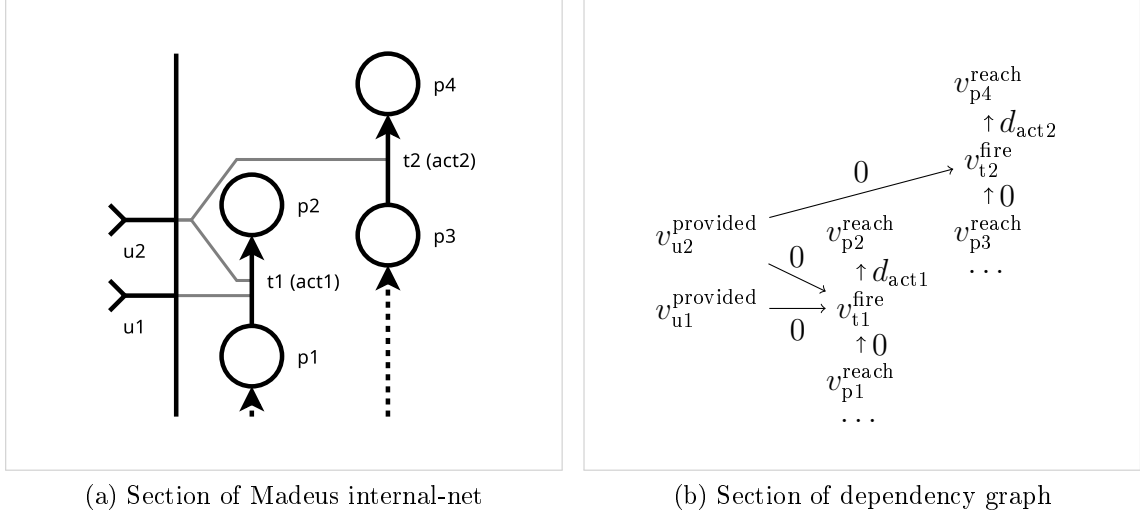 p4
t2 (act2)
p2
p3
u2
t1 (act1)
u1
p1
(a) Section of Madeus internal-net
v_{p4}^{reach}
↑ d_{act2}
v_{t2}^{fire}
0
↑ 0
v_{u2}^{provided} v_{p2}^{reach} v_{p3}^{reach}
0 ↑ d_{act1} ...
v_{u1}^{provided} v_{t1}^{fire}
0 ↑ 0
v_{p1}^{reach}
...
(b) Section of dependency graph